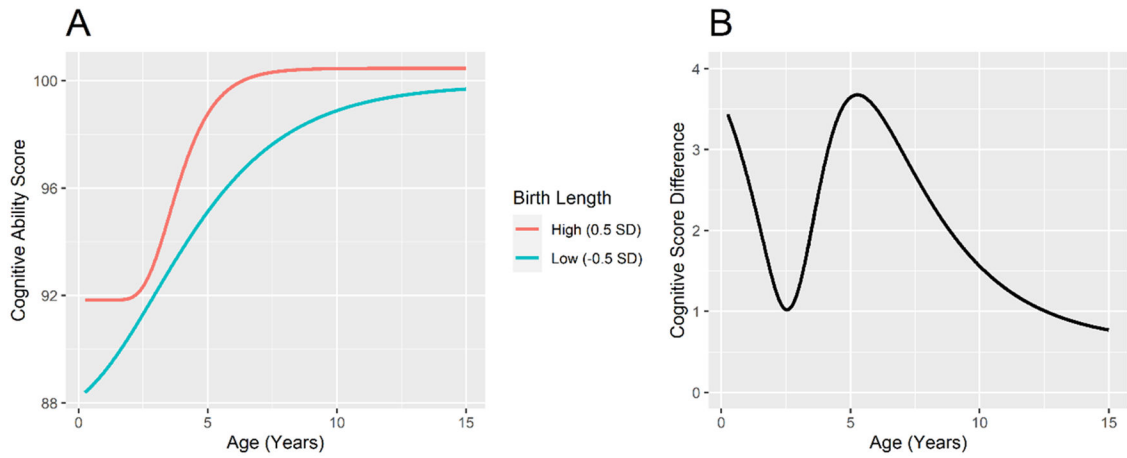 A
Cognitive Ability Score
100
96
92
88
0 5 10 15
Age (Years)
Birth Length
High (0.5 SD)
Low (-0.5 SD)
B
Cognitive Score Difference
4
3
2
1
0
0 5 10 15
Age (Years)